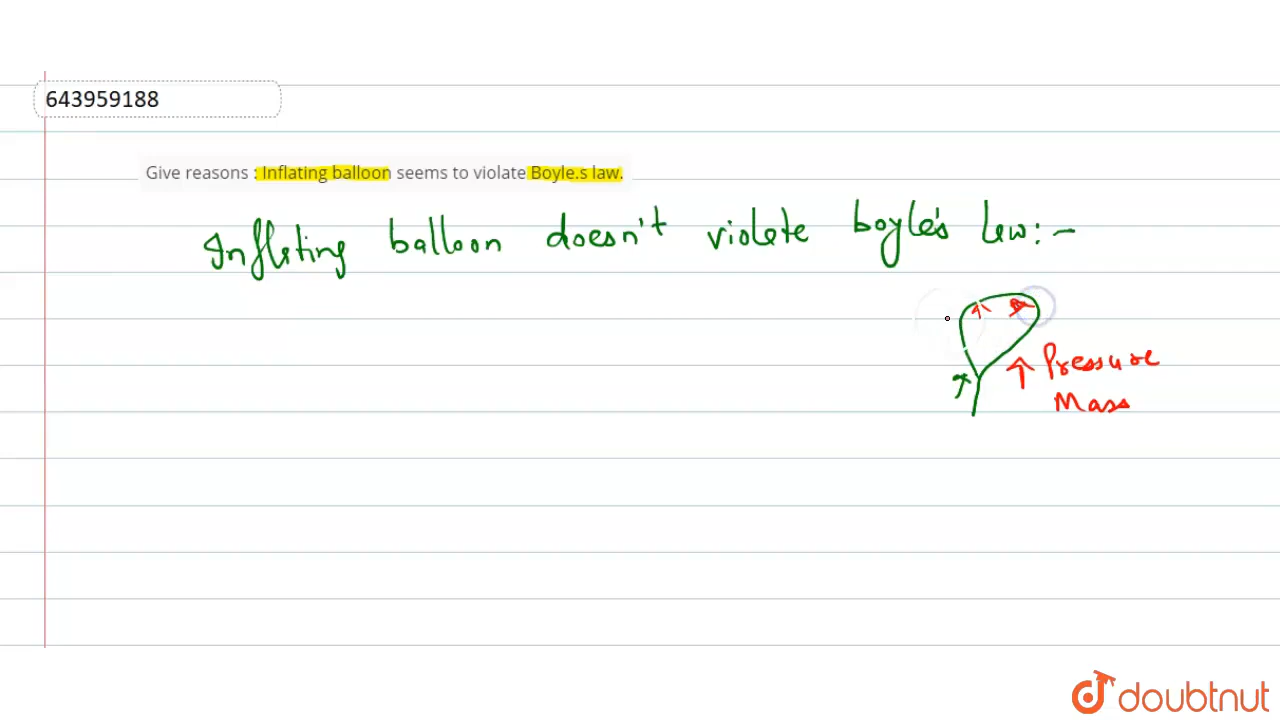 643959188
Give reasons : Inflating balloon seems to violate Boyle.s law.
Inflating balloon doesn't violate boyle's law:-
Pressure
Mass
doubtnut